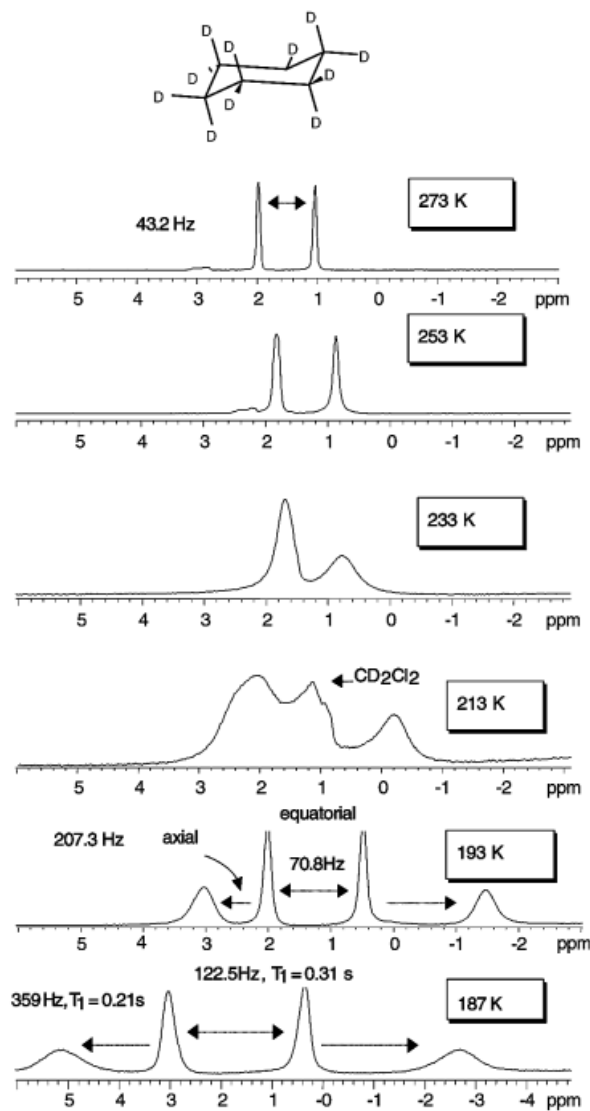 D D
D
D
D
D D
D
D
D
D
273 K
43.2 Hz
5 4 3 2 1 0 -1 -2 ppm
253 K
5 4 3 2 1 0 -1 -2 ppm
233 K
5 4 3 2 1 0 -1 -2 ppm
CD2Cl2
213 K
5 4 3 2 1 0 -1 -2 ppm
equatorial
207.3 Hz axial 70.8Hz 193 K
5 4 3 2 1 0 -1 -2 ppm
122.5Hz, T1 = 0.31 s
359Hz, T1 = 0.21s 187 K
5 4 3 2 1 -0 -1 -2 -3 -4 ppm